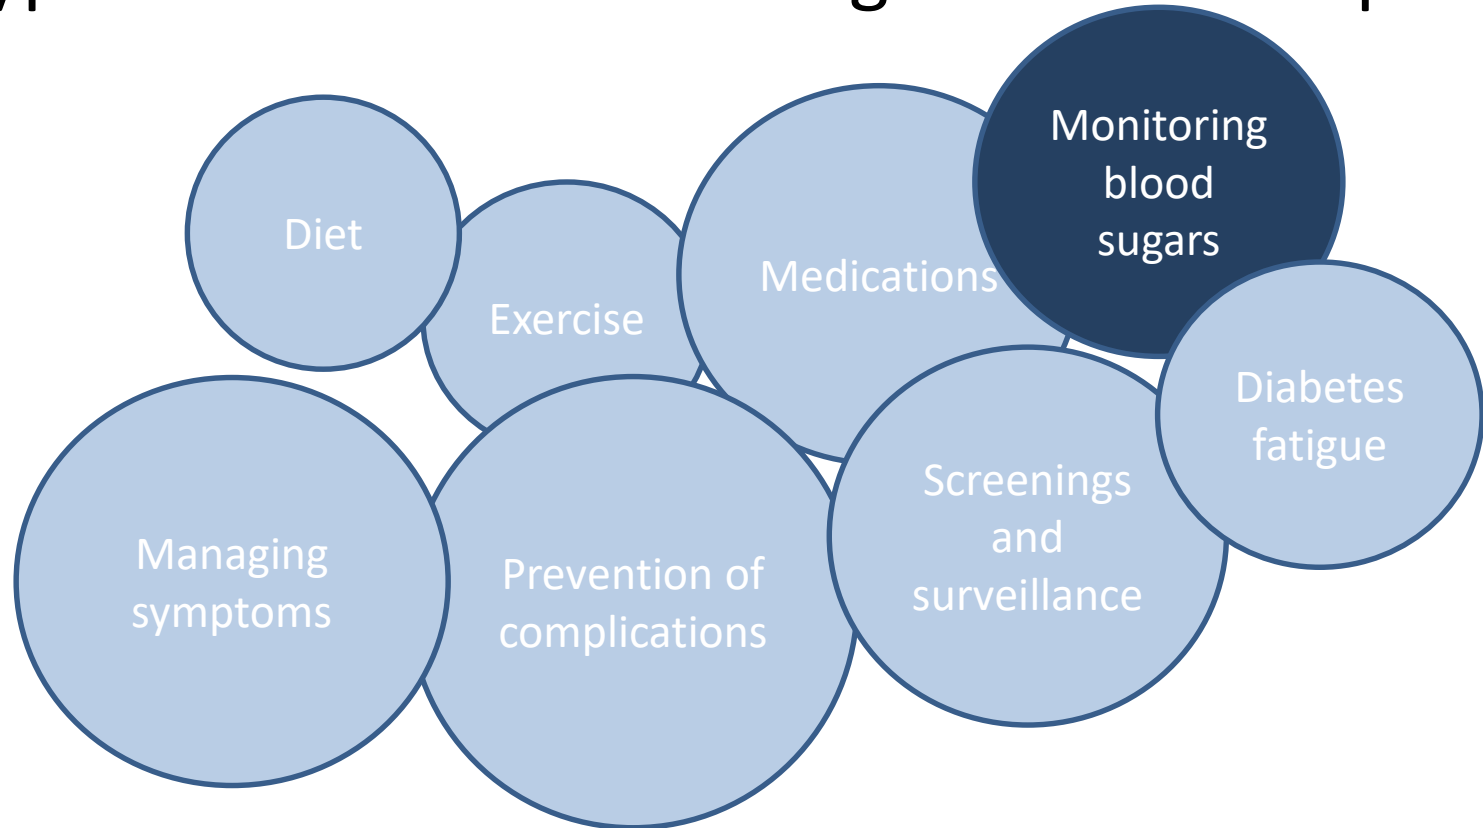 Monitoring
blood
sugars
Diet
Exercise
Medications
Diabetes
fatigue
Screenings
and
surveillance
Managing
symptoms
Prevention of
complications